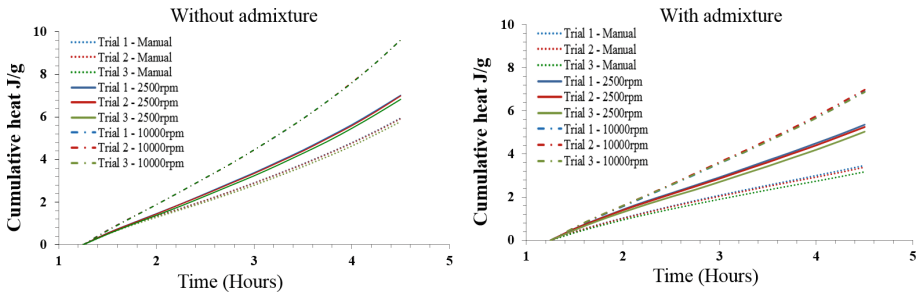 Without admixture
Cumulative heat J/g
10
8
6
4
2
0
Trial 1 - Manual
Trial 2 - Manual
Trial 3 - Manual
Trial 1 - 2500rpm
Trial 2 - 2500rpm
Trial 3 - 2500rpm
Trial 1 - 10000rpm
Trial 2 - 10000rpm
Trial 3 - 10000rpm
1 2 3 4 5
Time (Hours)
With admixture
Cumulative heat J/g
10
8
6
4
2
0
Trial 1 - Manual
Trial 2 - Manual
Trial 3 - Manual
Trial 1 - 2500rpm
Trial 2 - 2500rpm
Trial 3 - 2500rpm
Trial 1 - 10000rpm
Trial 2 - 10000rpm
Trial 3 - 10000rpm
1 2 3 4 5
Time (Hours)